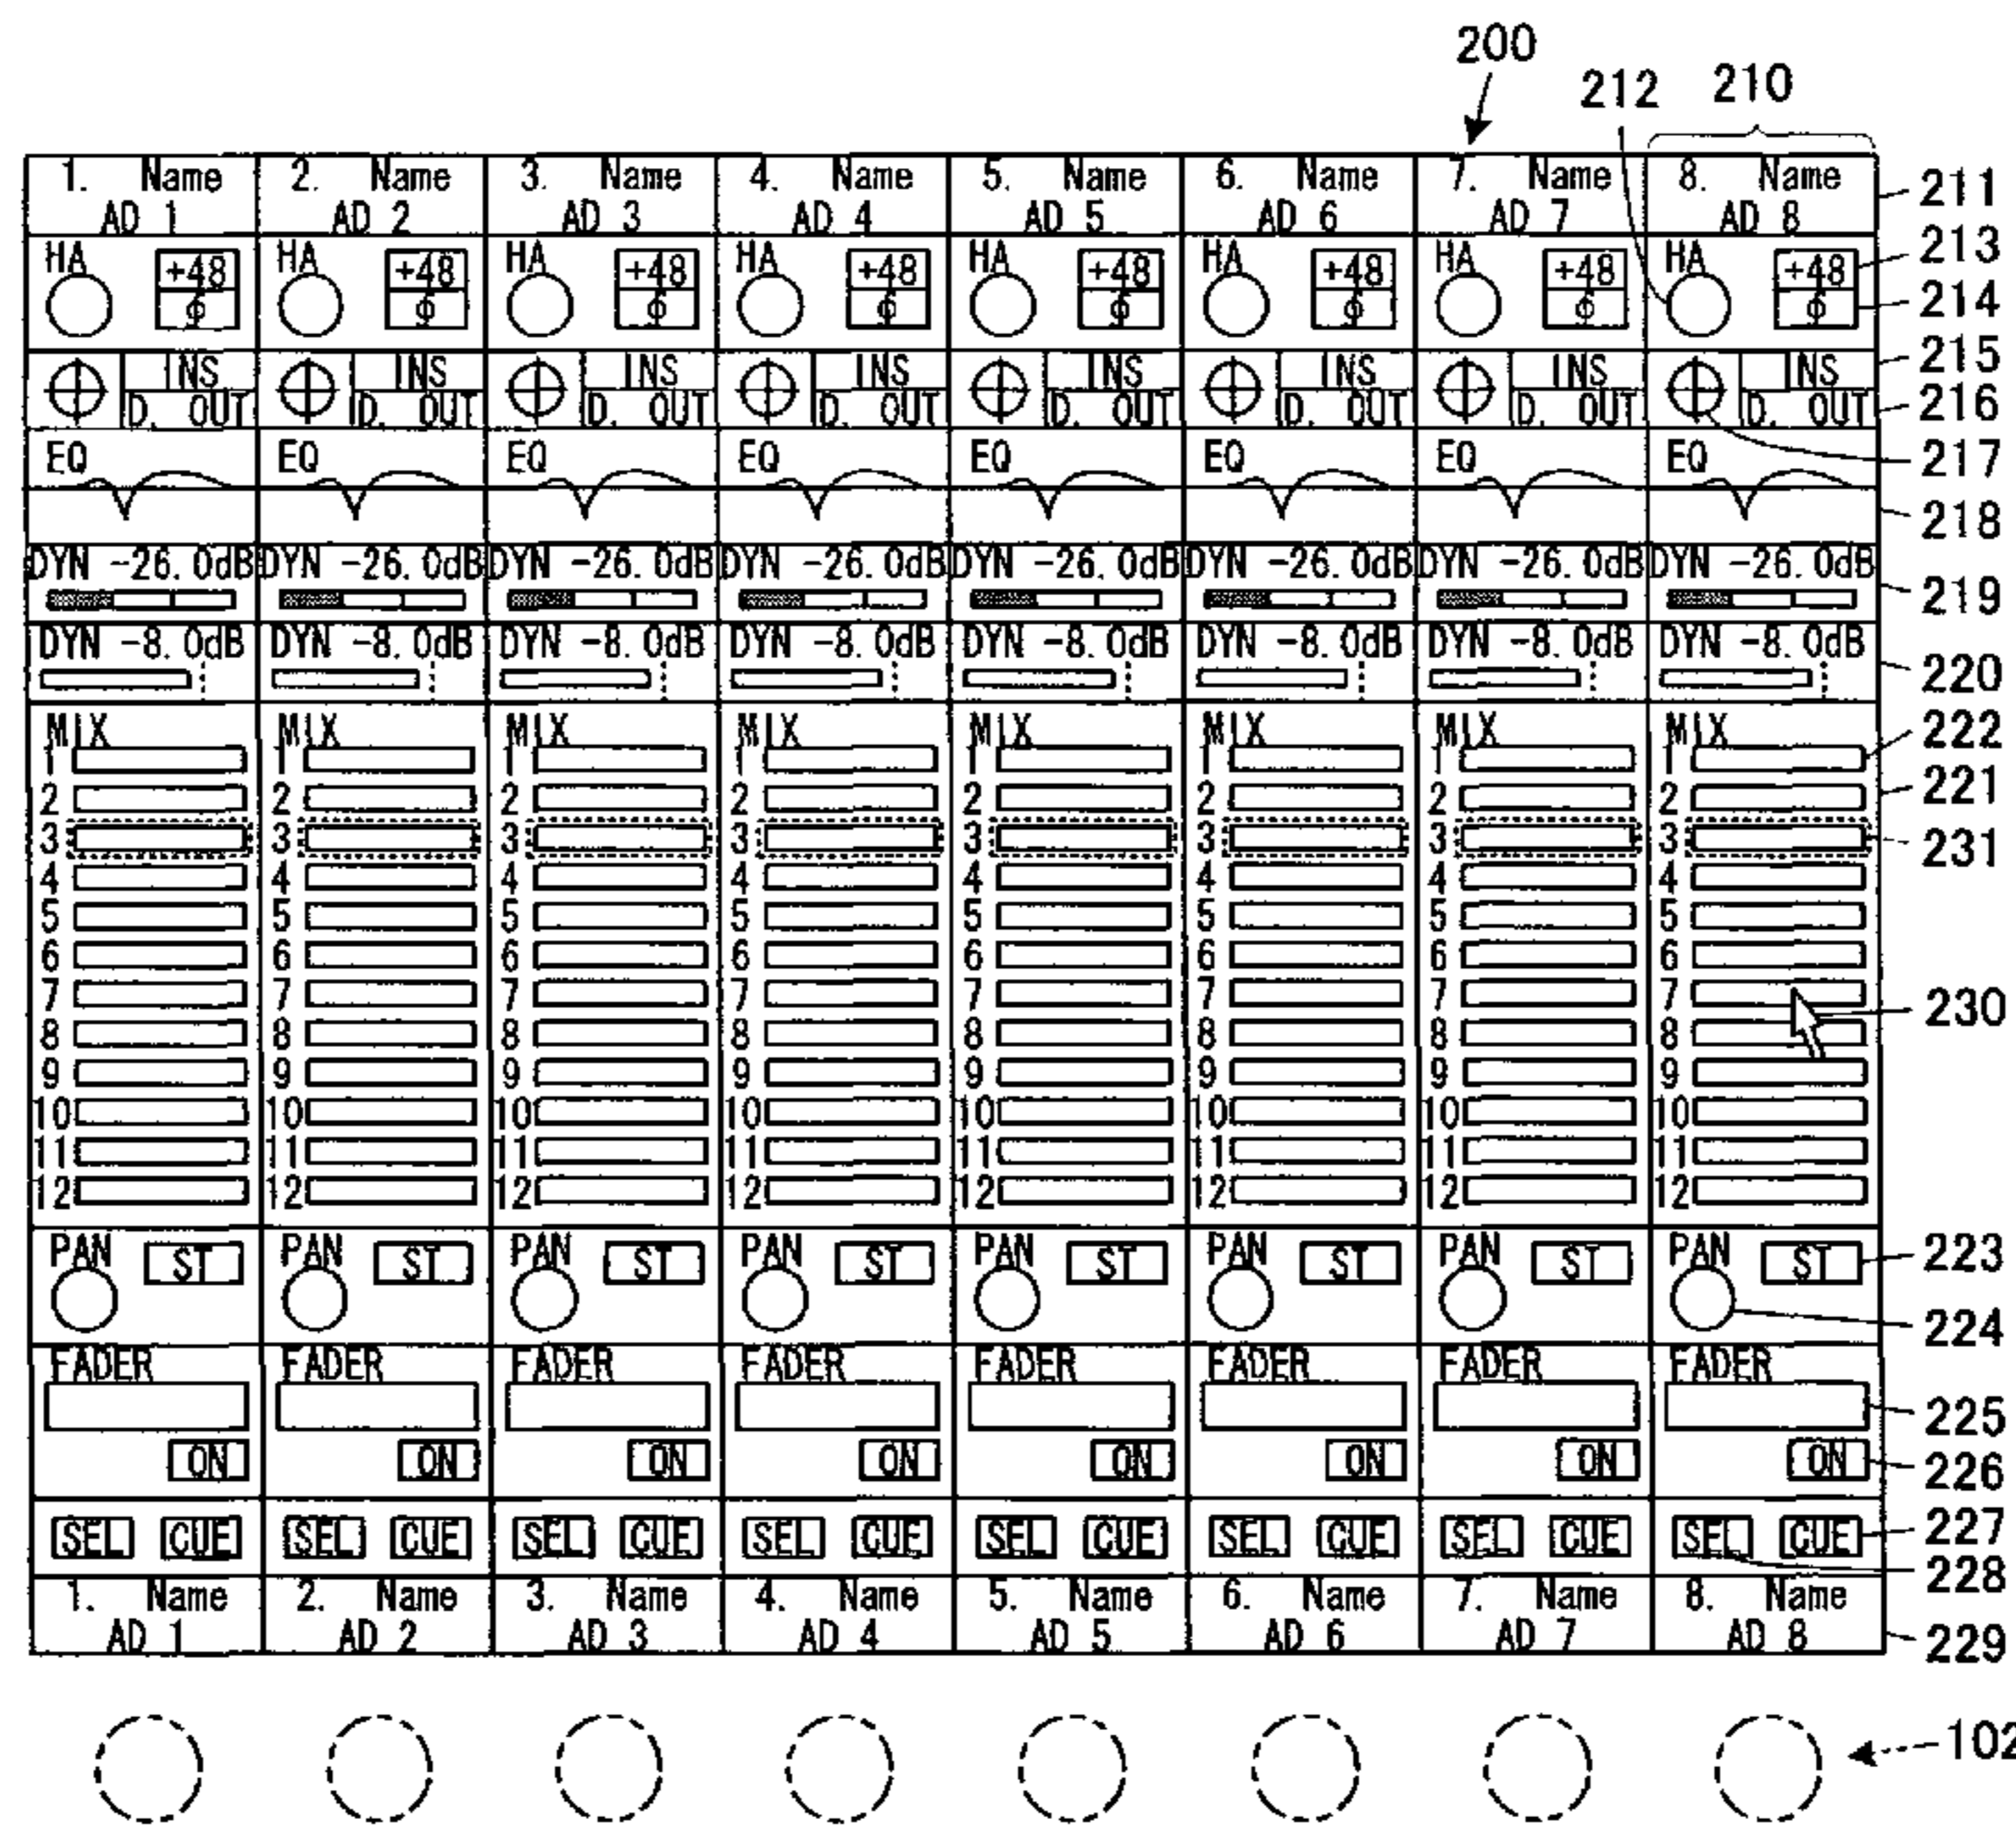 200
212 210
1. Name 2. Name 3. Name 4. Name 5. Name 6. Name 7. Name 8. Name
AD 1 AD 2 AD 3 AD 4 AD 5 AD 6 AD 7 AD 8 211
HA HA HA HA HA HA HA HA
+48 +48 +48 +48 +48 +48 +48 +48 213
φ φ φ φ φ φ φ φ 214
INS INS INS INS INS INS INS INS 215
D. OUT D. OUT D. OUT D. OUT D. OUT D. OUT D. OUT D. OUT 216
EQ EQ EQ EQ EQ EQ EQ EQ 217
218
DYN -26.0dB DYN -26.0dB DYN -26.0dB DYN -26.0dB DYN -26.0dB DYN -26.0dB DYN -26.0dB DYN -26.0dB
219
DYN -8.0dB DYN -8.0dB DYN -8.0dB DYN -8.0dB DYN -8.0dB DYN -8.0dB DYN -8.0dB DYN -8.0dB
220
MIX MIX MIX MIX MIX MIX MIX MIX 222
1 1 1 1 1 1 1 1
2 2 2 2 2 2 2 2 221
3 3 3 3 3 3 3 3 231
4 4 4 4 4 4 4 4
5 5 5 5 5 5 5 5
6 6 6 6 6 6 6 6
7 7 7 7 7 7 7 7 230
8 8 8 8 8 8 8 8
9 9 9 9 9 9 9 9
10 10 10 10 10 10 10 10
11 11 11 11 11 11 11 11
12 12 12 12 12 12 12 12
PAN ST PAN ST PAN ST PAN ST PAN ST PAN ST PAN ST PAN ST 223
224
FADER FADER FADER FADER FADER FADER FADER FADER
225
ON ON ON ON ON ON ON ON 226
SEL CUE SEL CUE SEL CUE SEL CUE SEL CUE SEL CUE SEL CUE SEL CUE 227
228
1. Name 2. Name 3. Name 4. Name 5. Name 6. Name 7. Name 8. Name
AD 1 AD 2 AD 3 AD 4 AD 5 AD 6 AD 7 AD 8 229
102